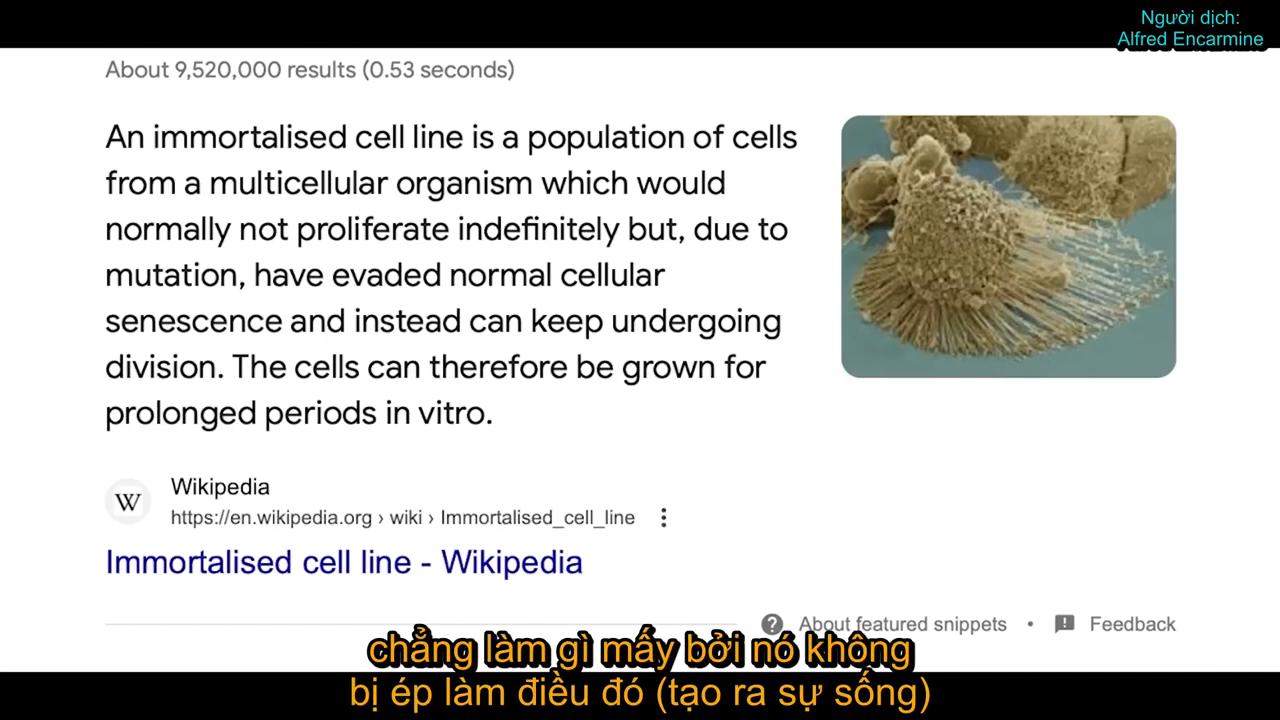 Người dịch:
Alfred Encarmine
About 9,520,000 results (0.53 seconds)
An immortalised cell line is a population of cells
from a multicellular organism which would
normally not proliferate indefinitely but, due to
mutation, have evaded normal cellular
senescence and instead can keep undergoing
division. The cells can therefore be grown for
prolonged periods in vitro.
W
Wikipedia
https://en.wikipedia.org › wiki › Immortalised_cell_line
Immortalised cell line - Wikipedia
About featured snippets • Feedback
chẳng làm gì mấy bởi nó không
bị ép làm điều đó (tạo ra sự sống)